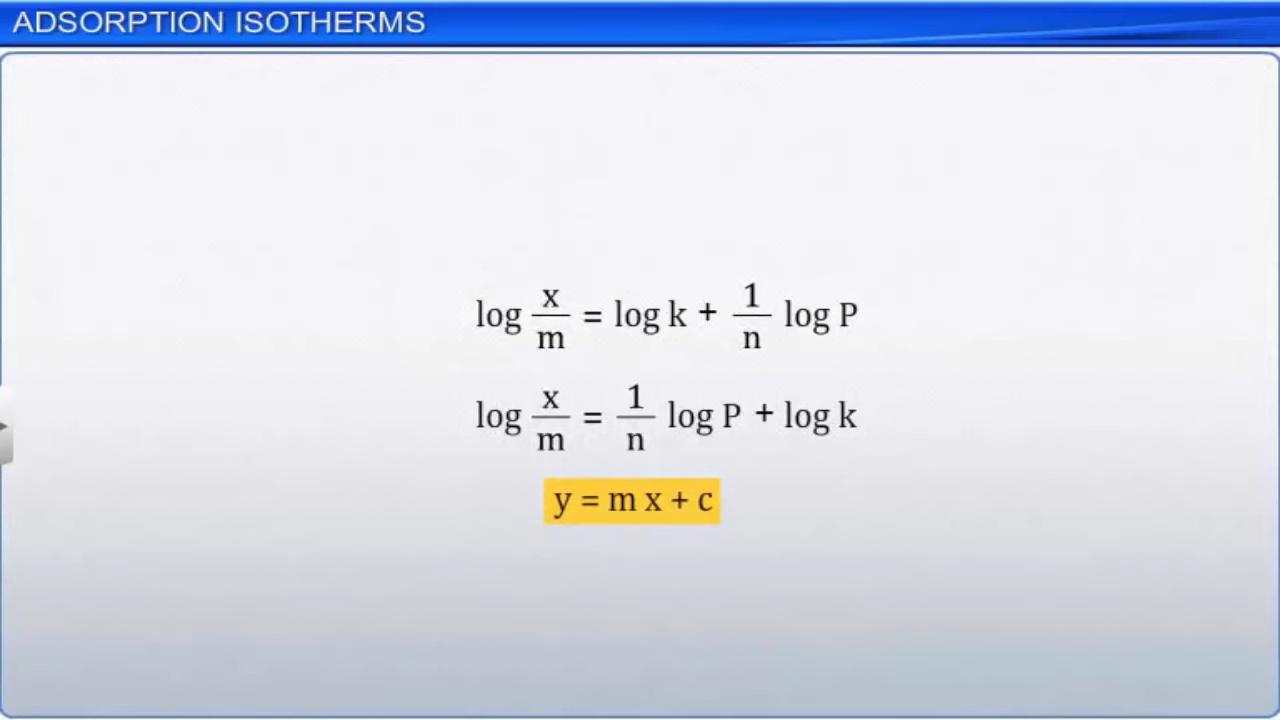 ADSORPTION ISOTHERMS
log x/m = log k + 1/n log P
log x/m = 1/n log P + log k
y = m x + c